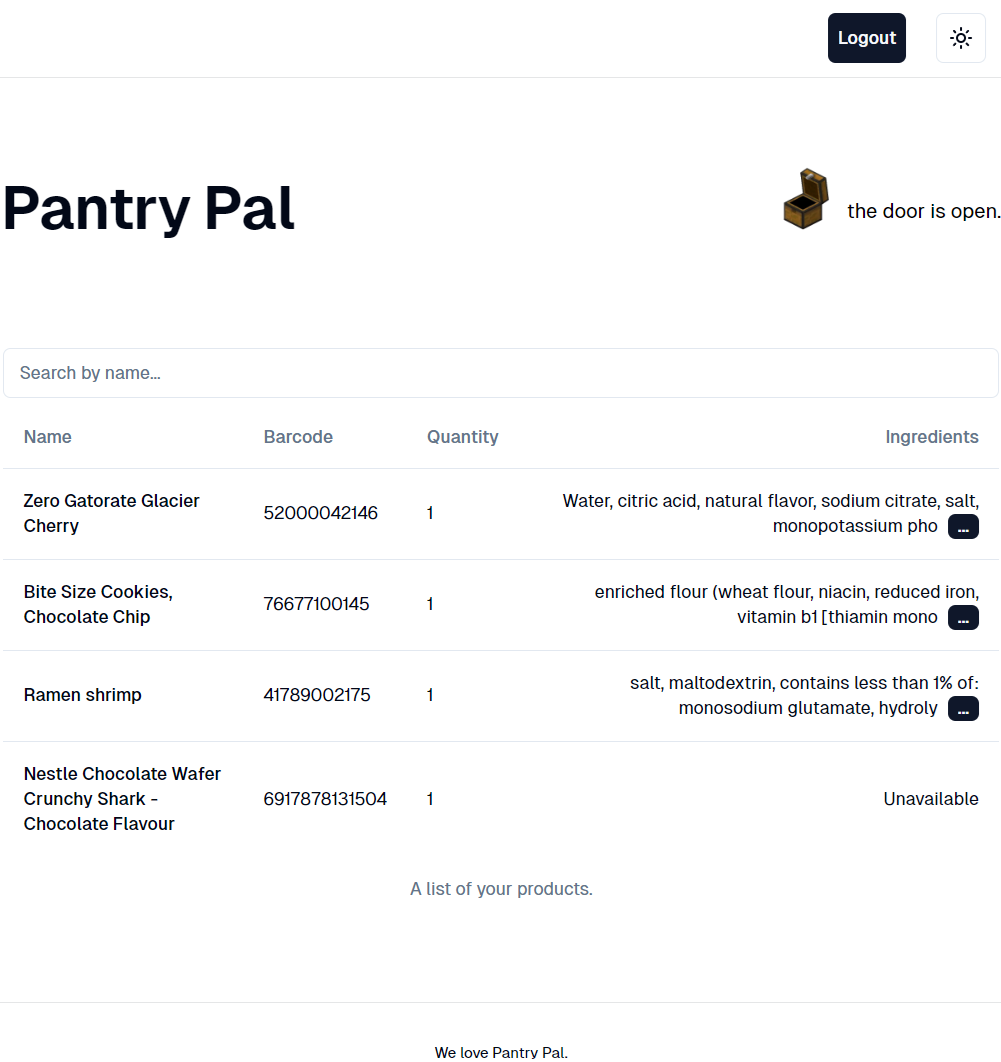 Logout
Pantry Pal
the door is open.
Search by name...
Name Barcode Quantity Ingredients
Zero Gatorate Glacier
Cherry
52000042146
1
Water, citric acid, natural flavor, sodium citrate, salt,
monopotassium pho ...
Bite Size Cookies,
Chocolate Chip
76677100145
1
enriched flour (wheat flour, niacin, reduced iron,
vitamin b1 [thiamin mono ...
Ramen shrimp
41789002175
1
salt, maltodextrin, contains less than 1% of:
monosodium glutamate, hydroly ...
Nestle Chocolate Wafer
Crunchy Shark -
Chocolate Flavour
6917878131504
1
Unavailable
A list of your products.
We love Pantry Pal.